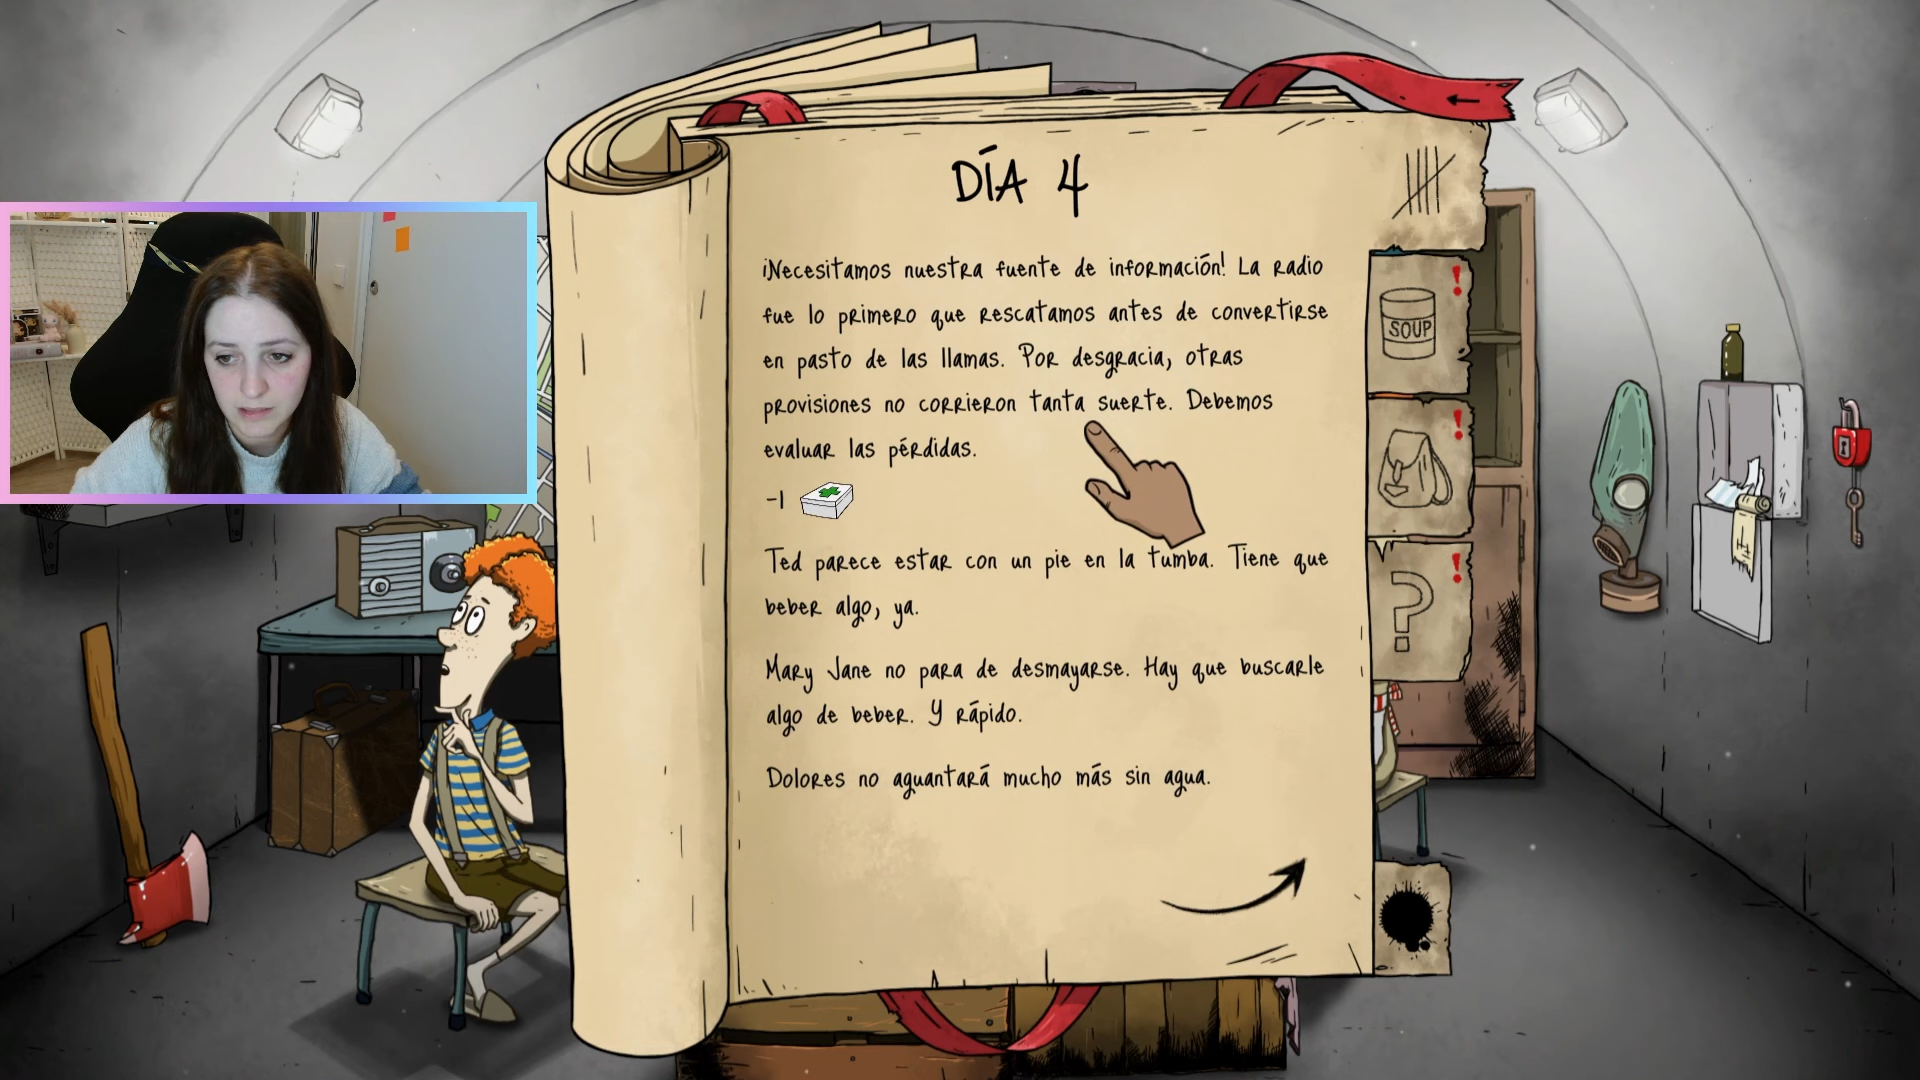 DÍA 4
¡Necesitamos nuestra fuente de información! La radio
fue lo primero que rescatamos antes de convertirse
en pasto de las llamas. Por desgracia, otras
provisiones no corrieron tanta suerte. Debemos
evaluar las pérdidas.
-1
Ted parece estar con un pie en la tumba. Tiene que
beber algo, ya.
Mary Jane no para de desmayarse. Hay que buscarle
algo de beber. Y rápido.
Dolores no aguantará mucho más sin agua.
SOUP
!
!
?
!